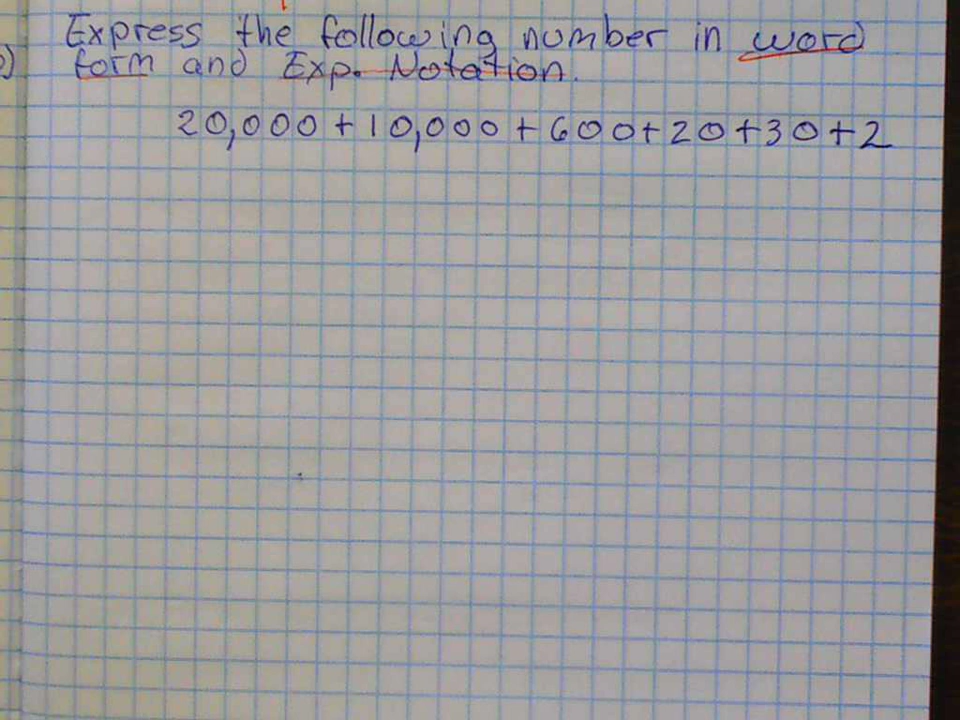 Express the following number in word
form and Exp. Notation.
20,000 + 10,000 + 600 + 20 + 30 + 2